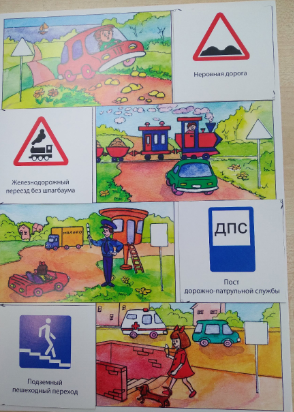 Неровная дорога
Железнодорожный
переезд без шлагбаума
ДПС
Пост
дорожно-патрульной службы
Подземный
пешеходный переход